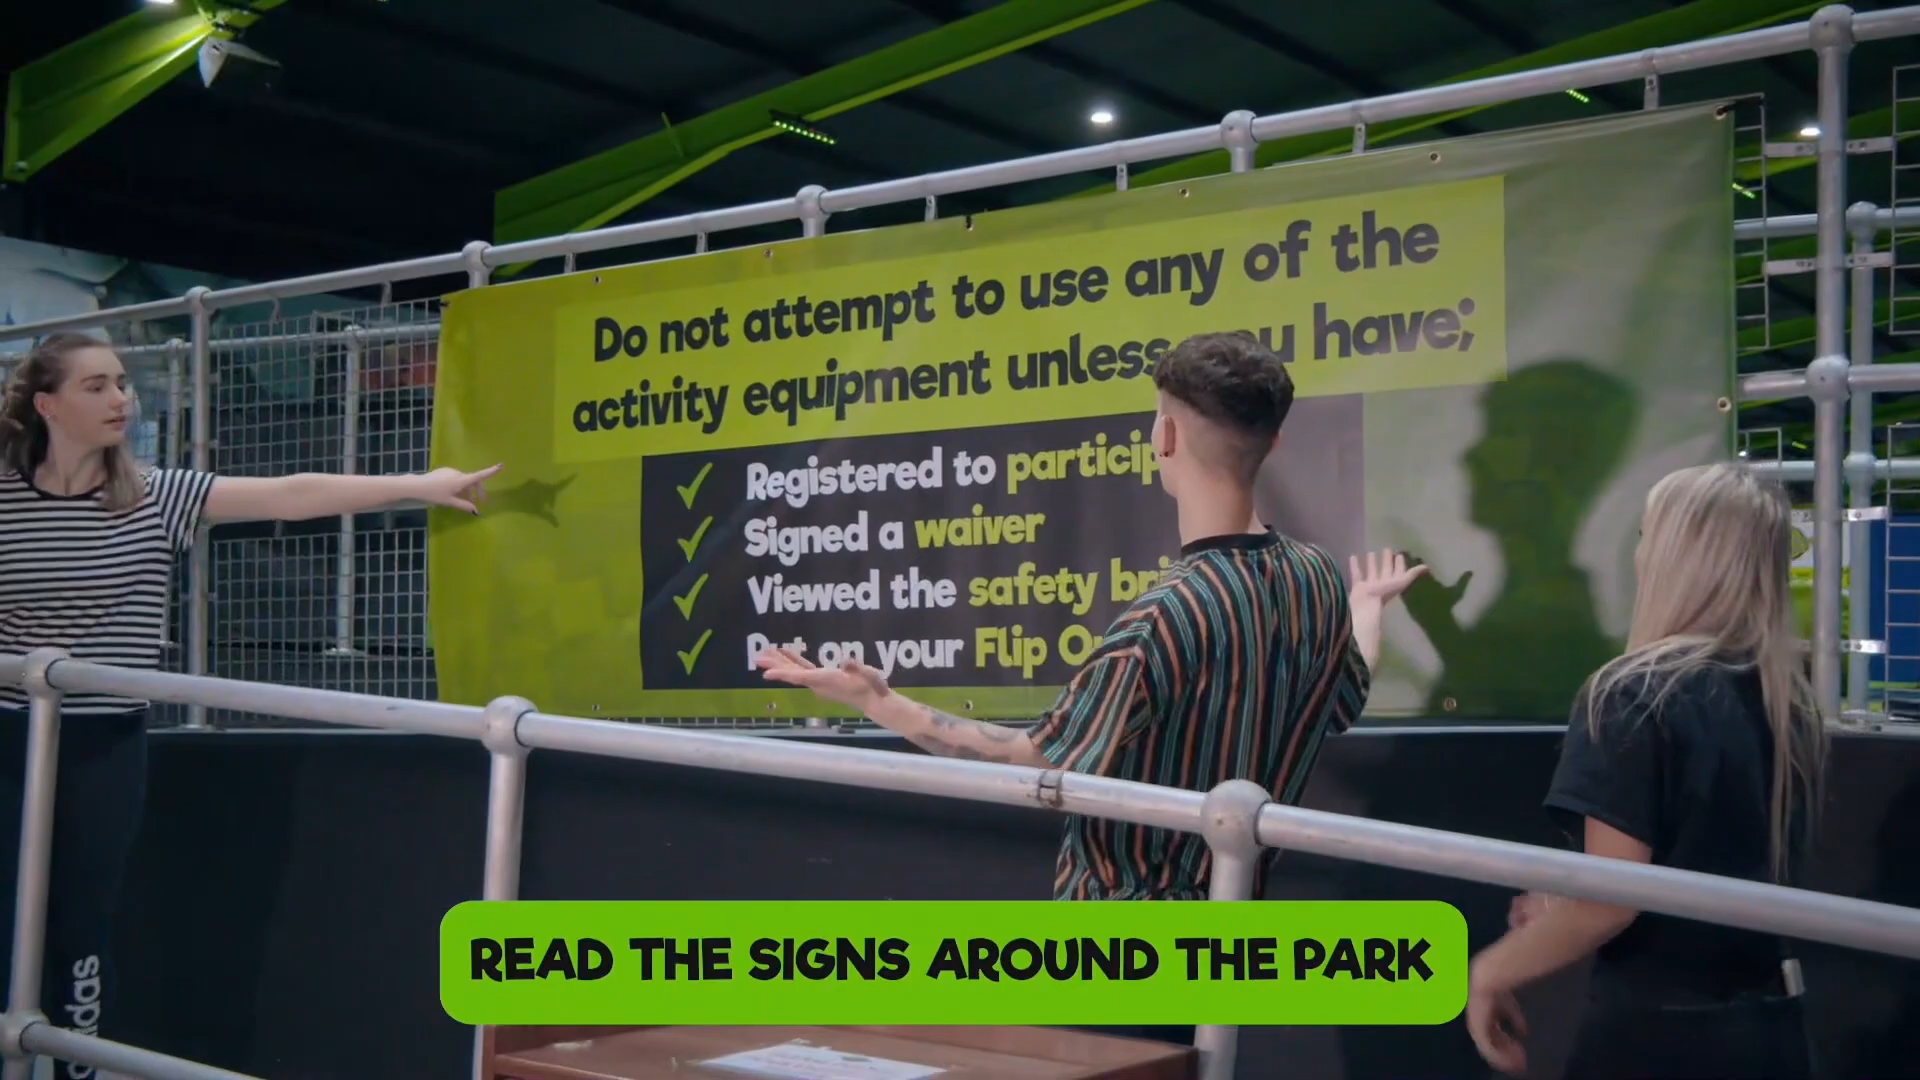 Do not attempt to use any of the
activity equipment unless have;
Registered to
Signed a waiver
Viewed the safety
Put on your Flip
READ THE SIGNS AROUND THE PARK